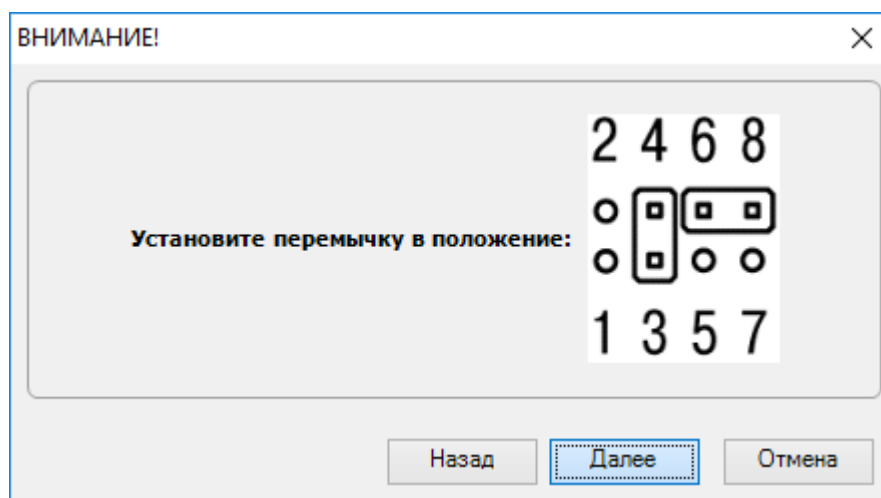 ВНИМАНИЕ!
2 4 6 8
Установите перемычку в положение:
1 3 5 7
Назад Далее Отмена